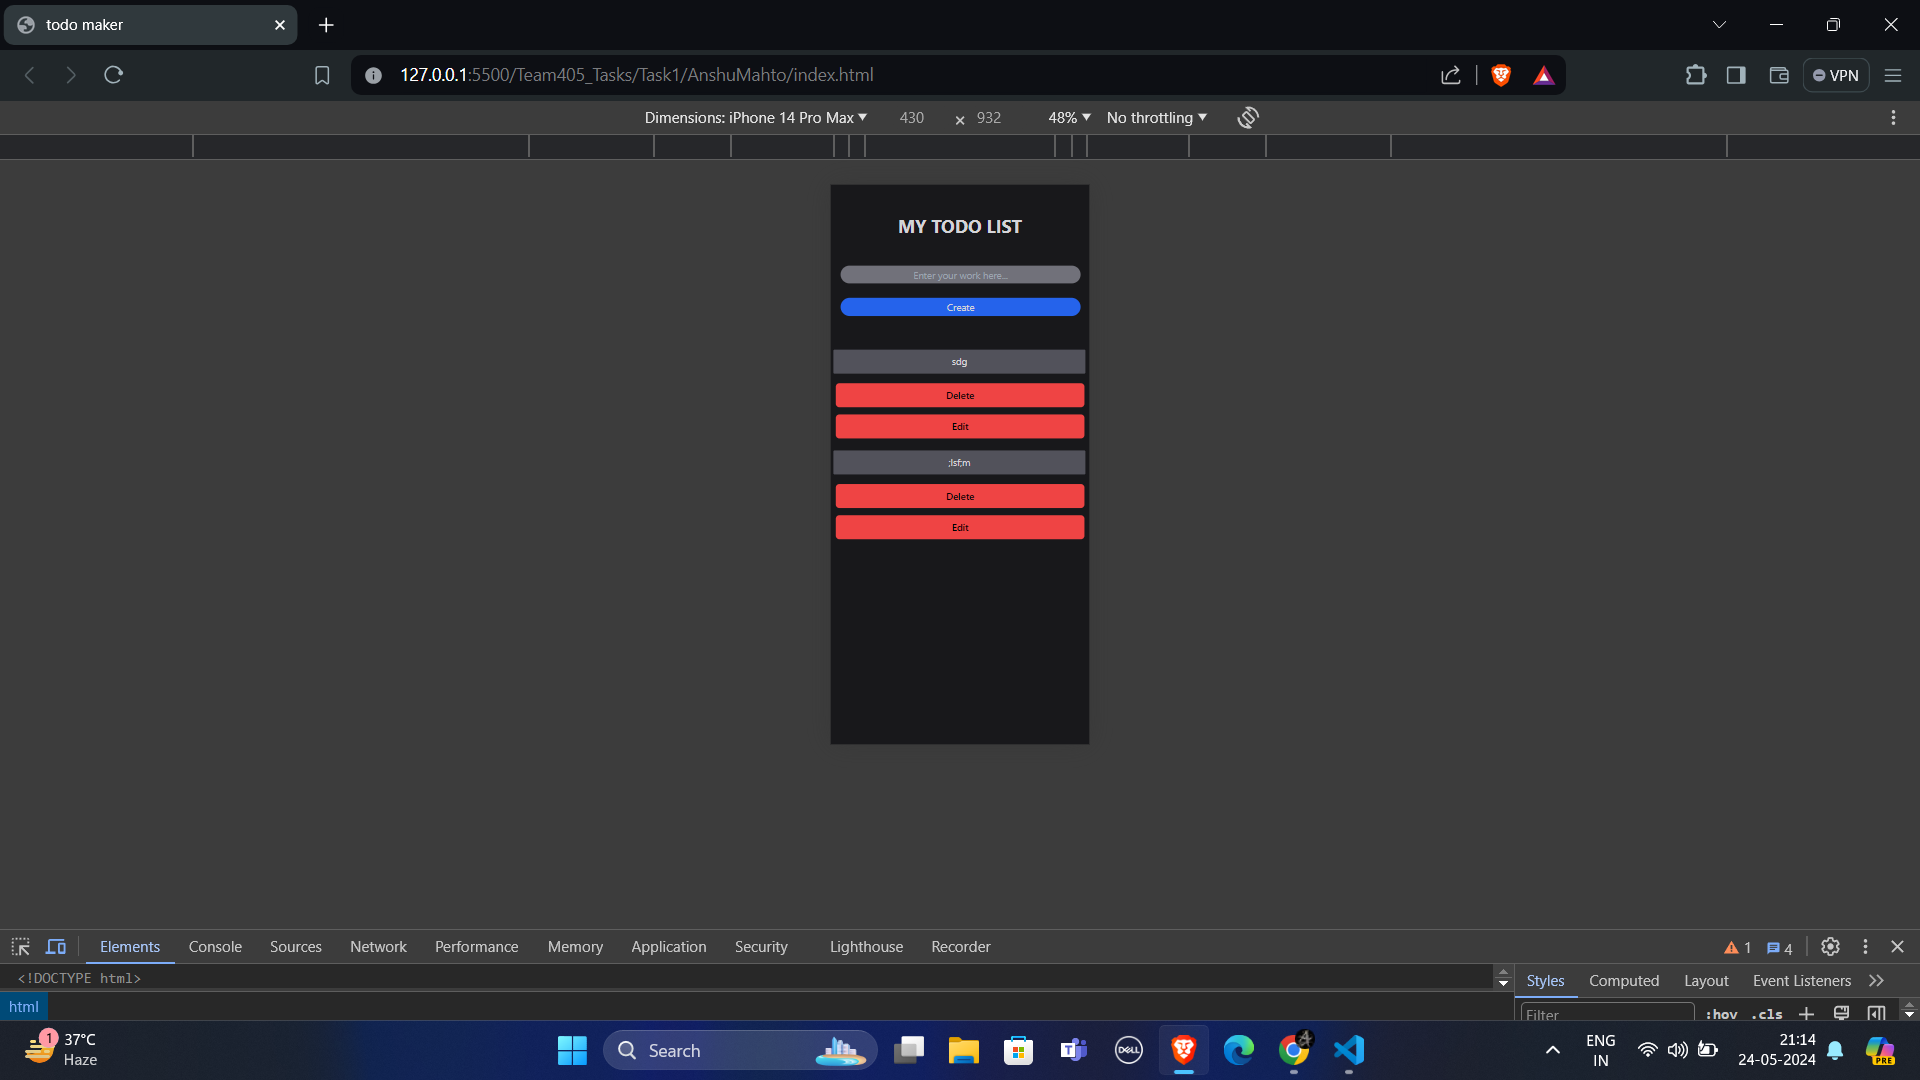 todo maker
127.0.0.1:5500/Team405_Tasks/Task1/AnshuMahto/index.html
VPN
Dimensions: iPhone 14 Pro Max 430 × 932 48% No throttling
MY TODO LIST
Enter your work here...
Create
sdg
Delete
Edit
;lsf;m
Delete
Edit
Elements Console Sources Network Performance Memory Application Security Lighthouse Recorder 1 4
<!DOCTYPE html>
Styles Computed Layout Event Listeners
html
Filter :hov .cls
1 37°C
Haze
Search
DELL
ENG
IN
21:14
24-05-2024
PRE